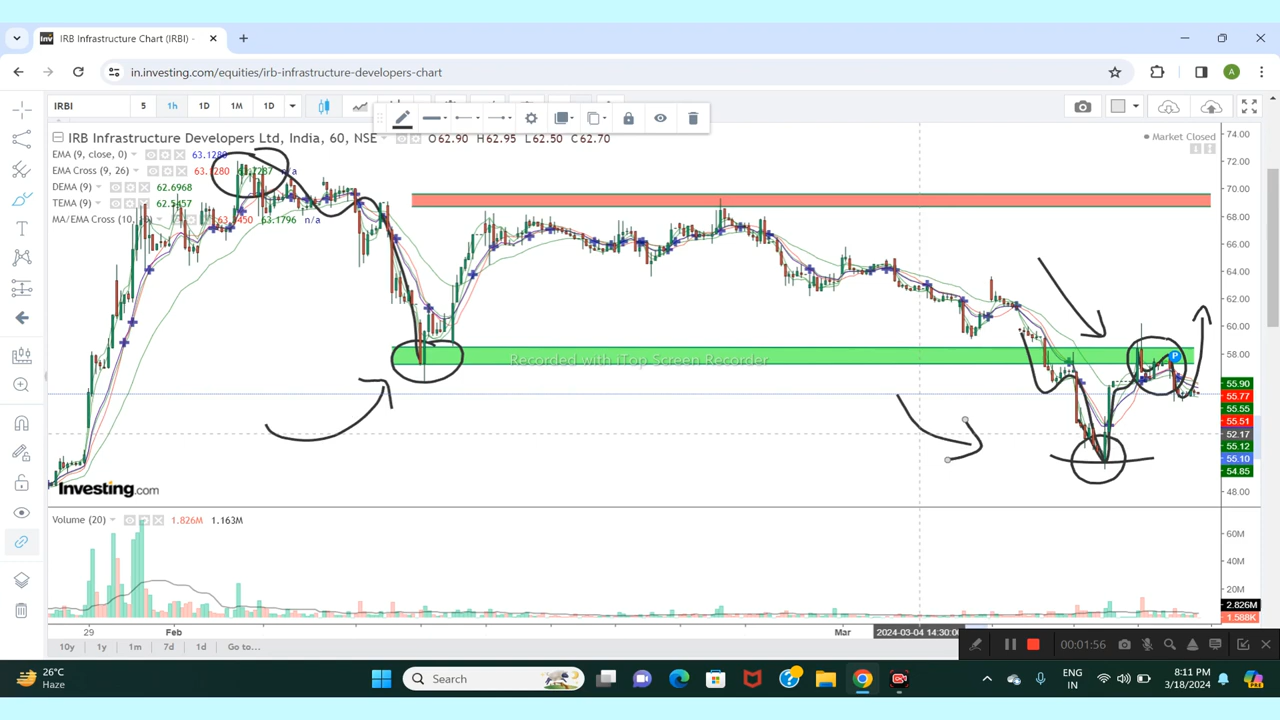 IRB Infrastructure Chart (IRBI)
in.investing.com/equities/irb-infrastructure-developers-chart
A
IRBI 5 1h 1D 1M 1D
IRB Infrastructure Developers Ltd, India, 60, NSE O62.90 H62.95 L62.50 C62.70
Market Closed
EMA (9, close, 0) 63.1280
EMA Cross (9, 26) n/a
DEMA (9) 62.6968
TEMA (9) 62.5457
MA/EMA Cross (10, 63.1796 n/a
74.00
72.00
70.00
68.00
66.00
64.00
62.00
60.00
58.00
55.90
55.77
55.55
55.51
52.17
55.12
55.10
54.85
48.00
Recorded with iTop Screen Recorder
P
Investing.com
Volume (20) 1.826M 1.163M
60M
40M
20M
2.826M
1.588K
29 Feb Mar 2024-03-04 14:30:00
10y 1y 1m 7d 1d Go to...
00:01:56
26°C
Haze
Search
ENG
IN
8:11 PM
3/18/2024